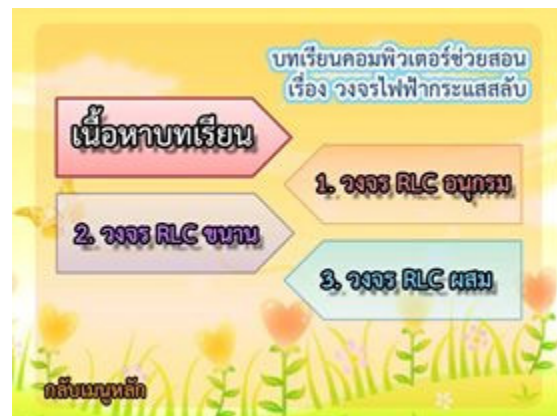 บทเรียนคอมพิวเตอร์ช่วยสอน
เรื่อง วงจรไฟฟ้ากระแสสลับ
เนื้อหาบทเรียน
1. วงจร RLC อนุกรม
2. วงจร RLC ขนาน
3. วงจร RLC ผสม
กลับเมนูหลัก